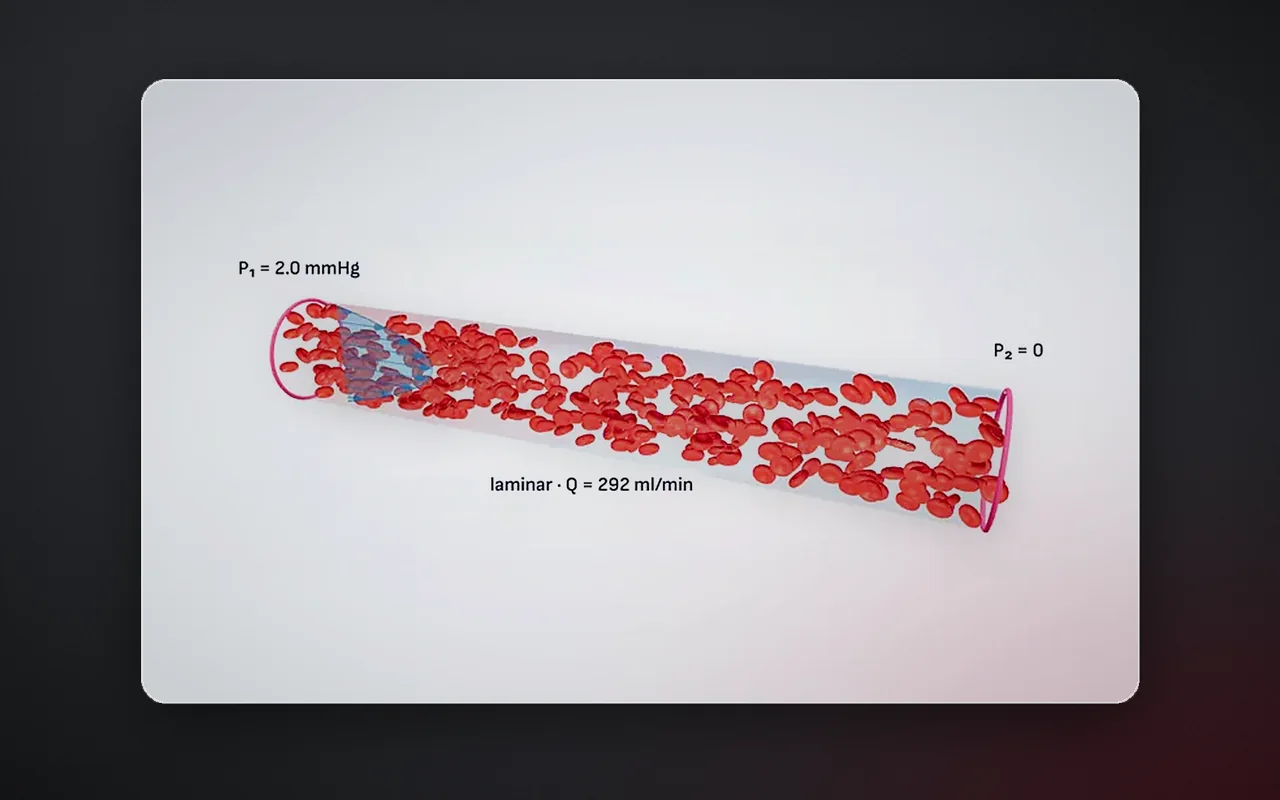 P₁ = 2.0 mmHg
P₂ = 0
laminar · Q = 292 ml/min